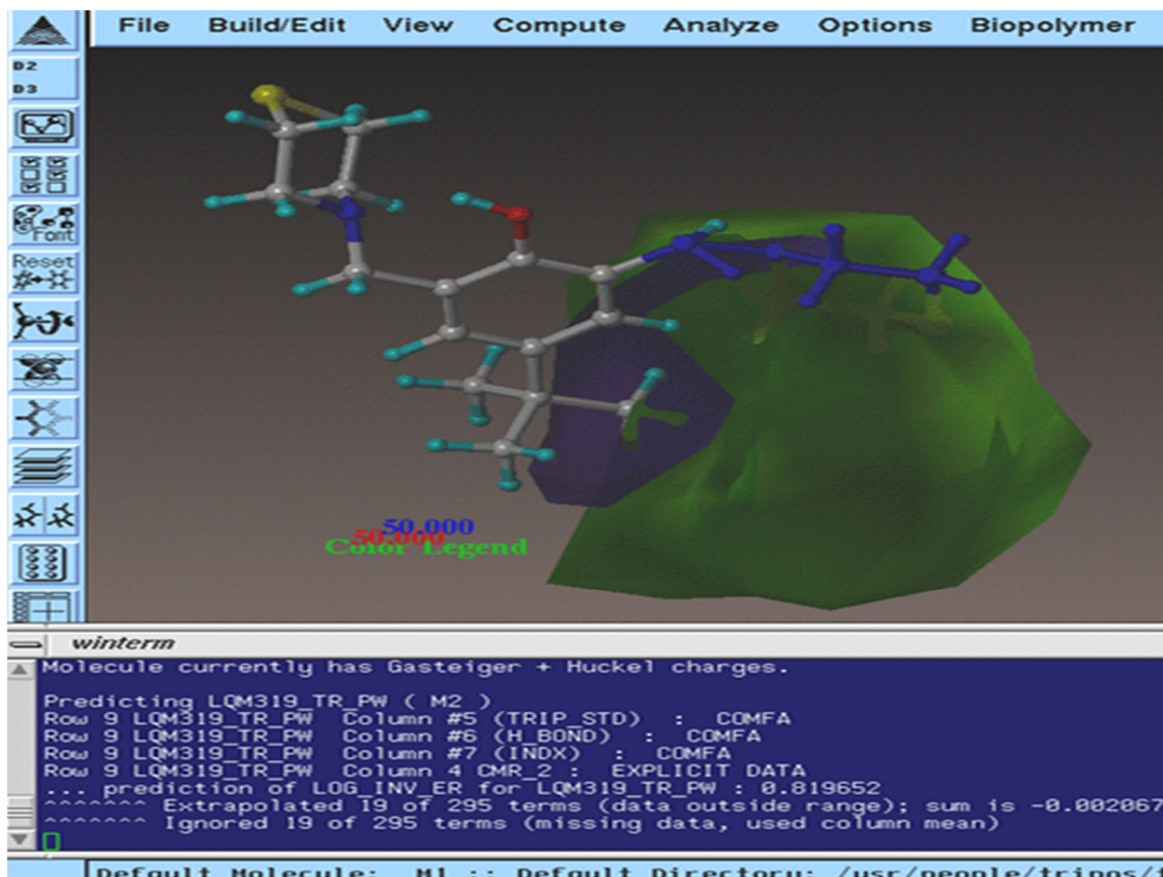 File Build/Edit View Compute Analyze Options Biopolymer
D2
D3
Font
Reset
50.000
50.000
Color Legend
winterm
Molecule currently has Gasteiger + Huckel charges.
Predicting LQM319_TR_PW ( M2 )
Row 9 LQM319_TR_PW Column #5 (TRIP_STD) : COMFA
Row 9 LQM319_TR_PW Column #6 (H_BOND) : COMFA
Row 9 LQM319_TR_PW Column #7 (INDX) : COMFA
Row 9 LQM319_TR_PW Column 4 CMR_2 : EXPLICIT DATA
... prediction of LOG_INV_ER for LQM319_TR_PW : 0.819652
^^^^^^^ Extrapolated 19 of 295 terms (data outside range); sum is -0.002067
^^^^^^^ Ignored 19 of 295 terms (missing data, used column mean)
Default Molecule: M1 :: Default Directory: /usr/people/tripos/